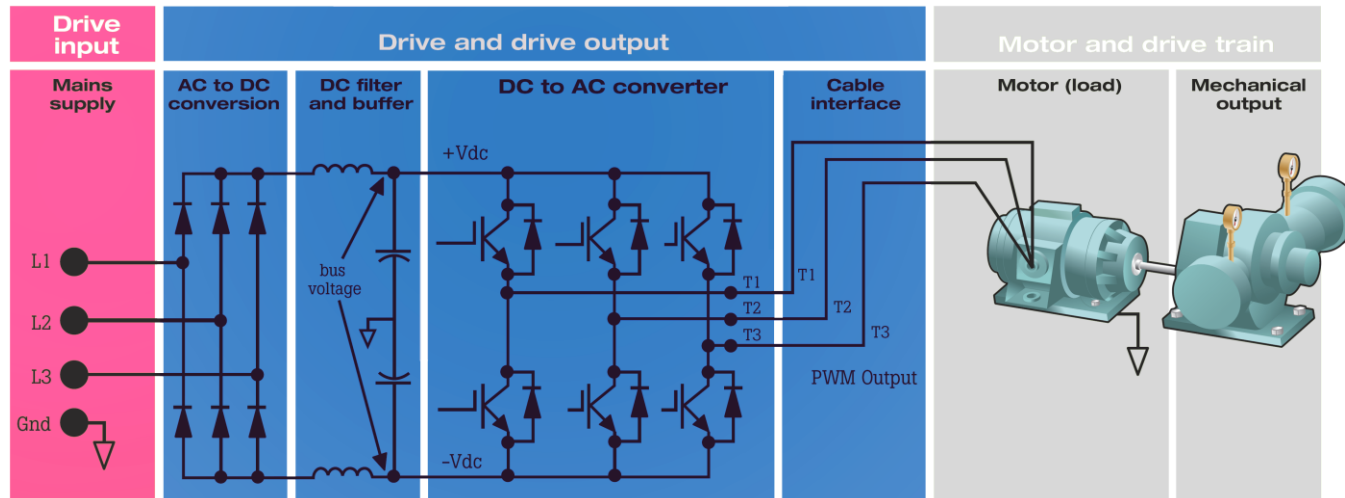 Drive
input
Drive and drive output
Motor and drive train
Mains
supply
AC to DC
conversion
DC filter
and buffer
DC to AC converter
Cable
interface
Motor (load)
Mechanical
output
+Vdc
L1
L2
L3
Gnd
bus
voltage
T1
T2
T3
T1
T2
T3
PWM Output
–Vdc